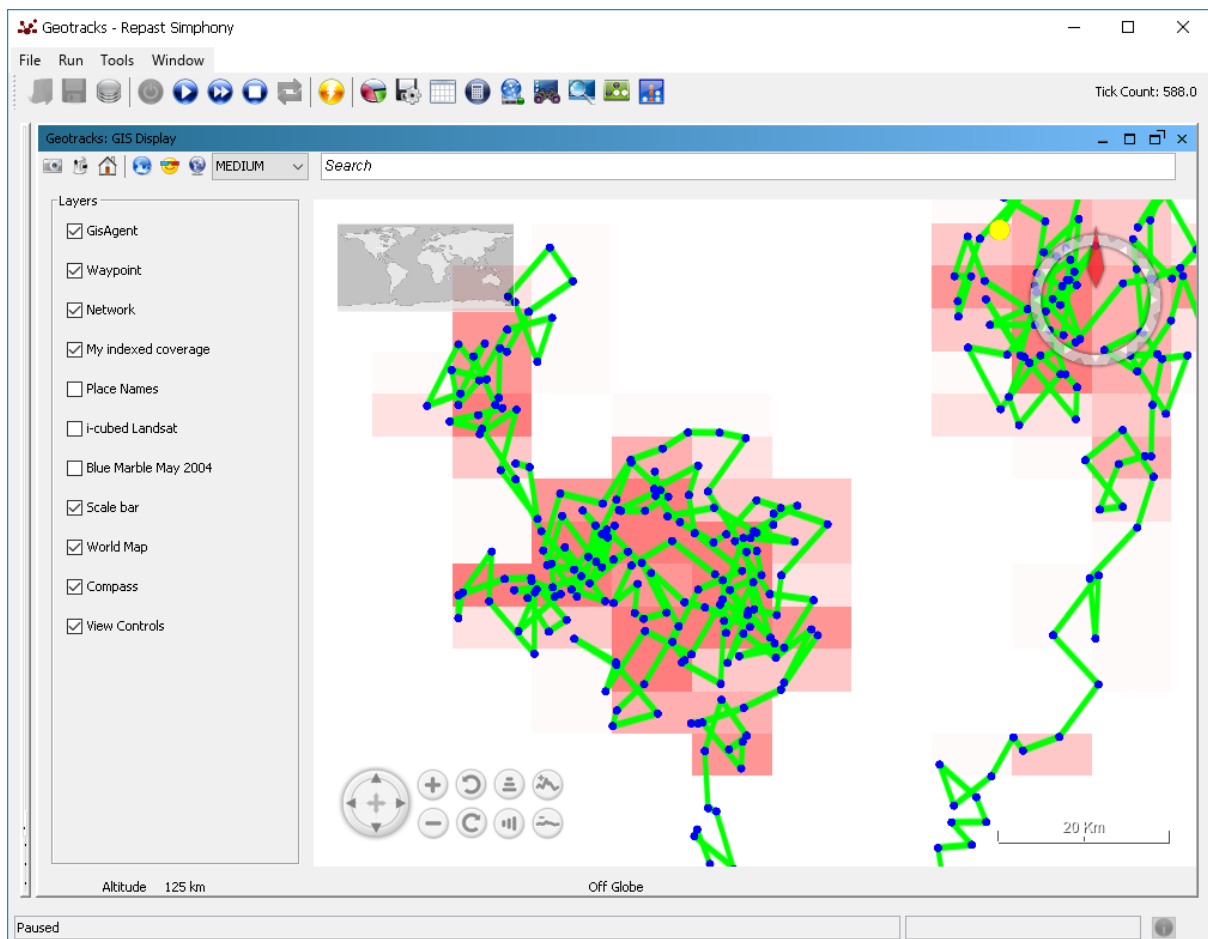 Geotracks - Repast Simphony
File Run Tools Window
Tick Count: 588.0
Geotracks: GIS Display
MEDIUM
Search
Layers
GisAgent
Waypoint
Network
My indexed coverage
Place Names
i-cubed Landsat
Blue Marble May 2004
Scale bar
World Map
Compass
View Controls
20 Km
Altitude 125 km
Off Globe
Paused